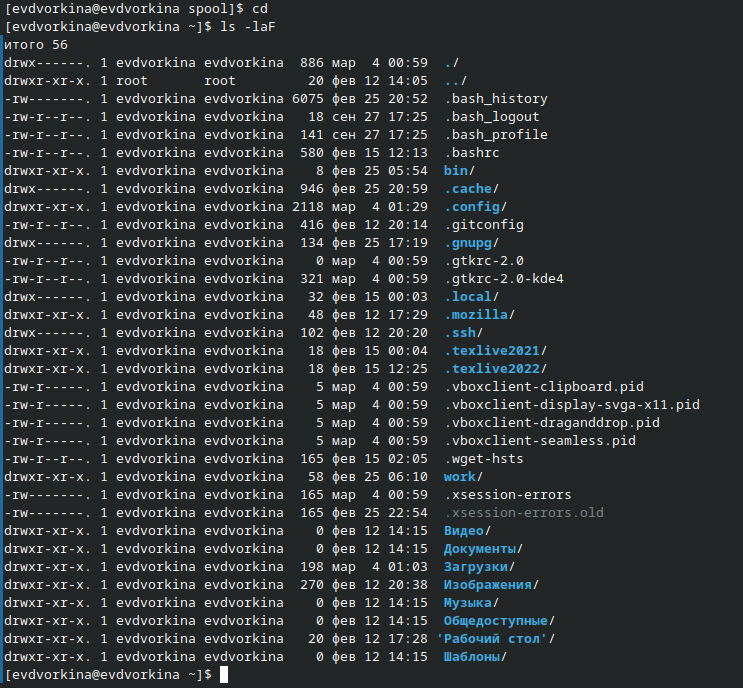 [evdvorkina@evdvorkina spool]$ cd
[evdvorkina@evdvorkina ~]$ ls -laF
итого 56
drwx------. 1 evdvorkina evdvorkina  886 мар  4 00:59  ./
drwxr-xr-x. 1 root       root         20 фев 12 14:05  ../
-rw-------. 1 evdvorkina evdvorkina 6075 фев 25 20:52  .bash_history
-rw-r--r--. 1 evdvorkina evdvorkina   18 сен 27 17:25  .bash_logout
-rw-r--r--. 1 evdvorkina evdvorkina  141 сен 27 17:25  .bash_profile
-rw-r--r--. 1 evdvorkina evdvorkina  580 фев 15 12:13  .bashrc
drwxr-xr-x. 1 evdvorkina evdvorkina    8 фев 25 05:54  bin/
drwx------. 1 evdvorkina evdvorkina  946 фев 25 20:59  .cache/
drwxr-xr-x. 1 evdvorkina evdvorkina 2118 мар  4 01:29  .config/
-rw-r--r--. 1 evdvorkina evdvorkina  416 фев 12 20:14  .gitconfig
drwx------. 1 evdvorkina evdvorkina  134 фев 25 17:19  .gnupg/
-rw-r--r--. 1 evdvorkina evdvorkina    0 мар  4 00:59  .gtkrc-2.0
-rw-r--r--. 1 evdvorkina evdvorkina  321 мар  4 00:59  .gtkrc-2.0-kde4
drwx------. 1 evdvorkina evdvorkina   32 фев 15 00:03  .local/
drwxr-xr-x. 1 evdvorkina evdvorkina   48 фев 12 17:29  .mozilla/
drwx------. 1 evdvorkina evdvorkina  102 фев 12 20:20  .ssh/
drwxr-xr-x. 1 evdvorkina evdvorkina   18 фев 15 00:04  .texlive2021/
drwxr-xr-x. 1 evdvorkina evdvorkina   18 фев 15 12:25  .texlive2022/
-rw-r-----. 1 evdvorkina evdvorkina    5 мар  4 00:59  .vboxclient-clipboard.pid
-rw-r-----. 1 evdvorkina evdvorkina    5 мар  4 00:59  .vboxclient-display-svga-x11.pid
-rw-r-----. 1 evdvorkina evdvorkina    5 мар  4 00:59  .vboxclient-draganddrop.pid
-rw-r-----. 1 evdvorkina evdvorkina    5 мар  4 00:59  .vboxclient-seamless.pid
-rw-r--r--. 1 evdvorkina evdvorkina  165 фев 15 02:05  .wget-hsts
drwxr-xr-x. 1 evdvorkina evdvorkina   58 фев 25 06:10  work/
-rw-------. 1 evdvorkina evdvorkina  165 мар  4 00:59  .xsession-errors
-rw-------. 1 evdvorkina evdvorkina  165 фев 25 22:54  .xsession-errors.old
drwxr-xr-x. 1 evdvorkina evdvorkina    0 фев 12 14:15  Видео/
drwxr-xr-x. 1 evdvorkina evdvorkina    0 фев 12 14:15  Документы/
drwxr-xr-x. 1 evdvorkina evdvorkina  198 мар  4 01:03  Загрузки/
drwxr-xr-x. 1 evdvorkina evdvorkina  270 фев 12 20:38  Изображения/
drwxr-xr-x. 1 evdvorkina evdvorkina    0 фев 12 14:15  Музыка/
drwxr-xr-x. 1 evdvorkina evdvorkina    0 фев 12 14:15  Общедоступные/
drwxr-xr-x. 1 evdvorkina evdvorkina   20 фев 12 17:28 'Рабочий стол'/
drwxr-xr-x. 1 evdvorkina evdvorkina    0 фев 12 14:15  Шаблоны/
[evdvorkina@evdvorkina ~]$